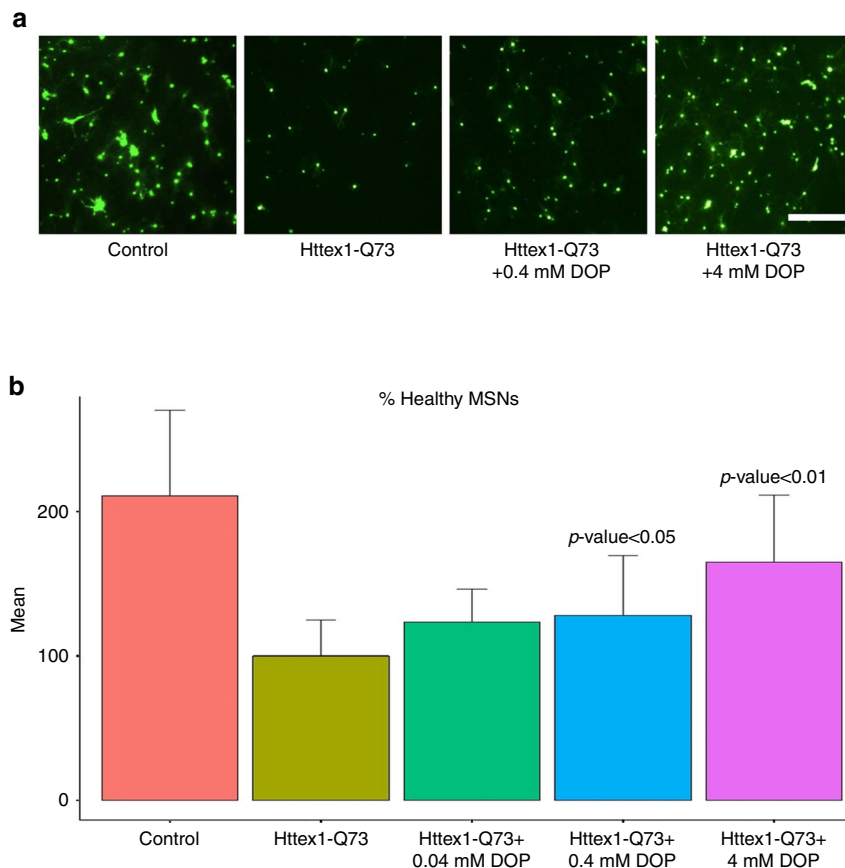 a
Control
Httex1-Q73
Httex1-Q73
+0.4 mM DOP
Httex1-Q73
+4 mM DOP
b
% Healthy MSNs
p-value<0.01
p-value<0.05
200
100
0
Mean
Control
Httex1-Q73
Httex1-Q73+
0.04 mM DOP
Httex1-Q73+
0.4 mM DOP
Httex1-Q73+
4 mM DOP